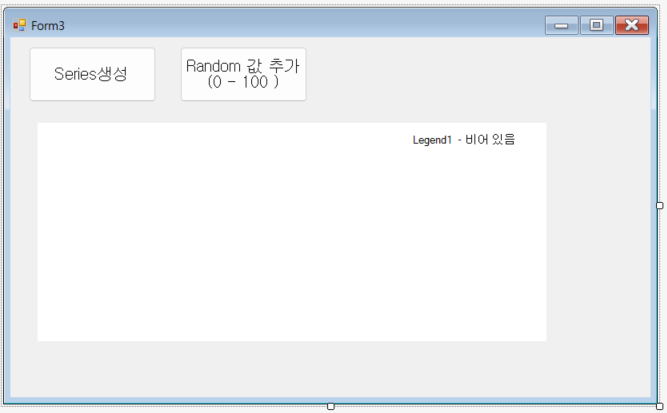 Form3
Series생성
Random 값 추가
(0 - 100 )
Legend1 - 비어 있음